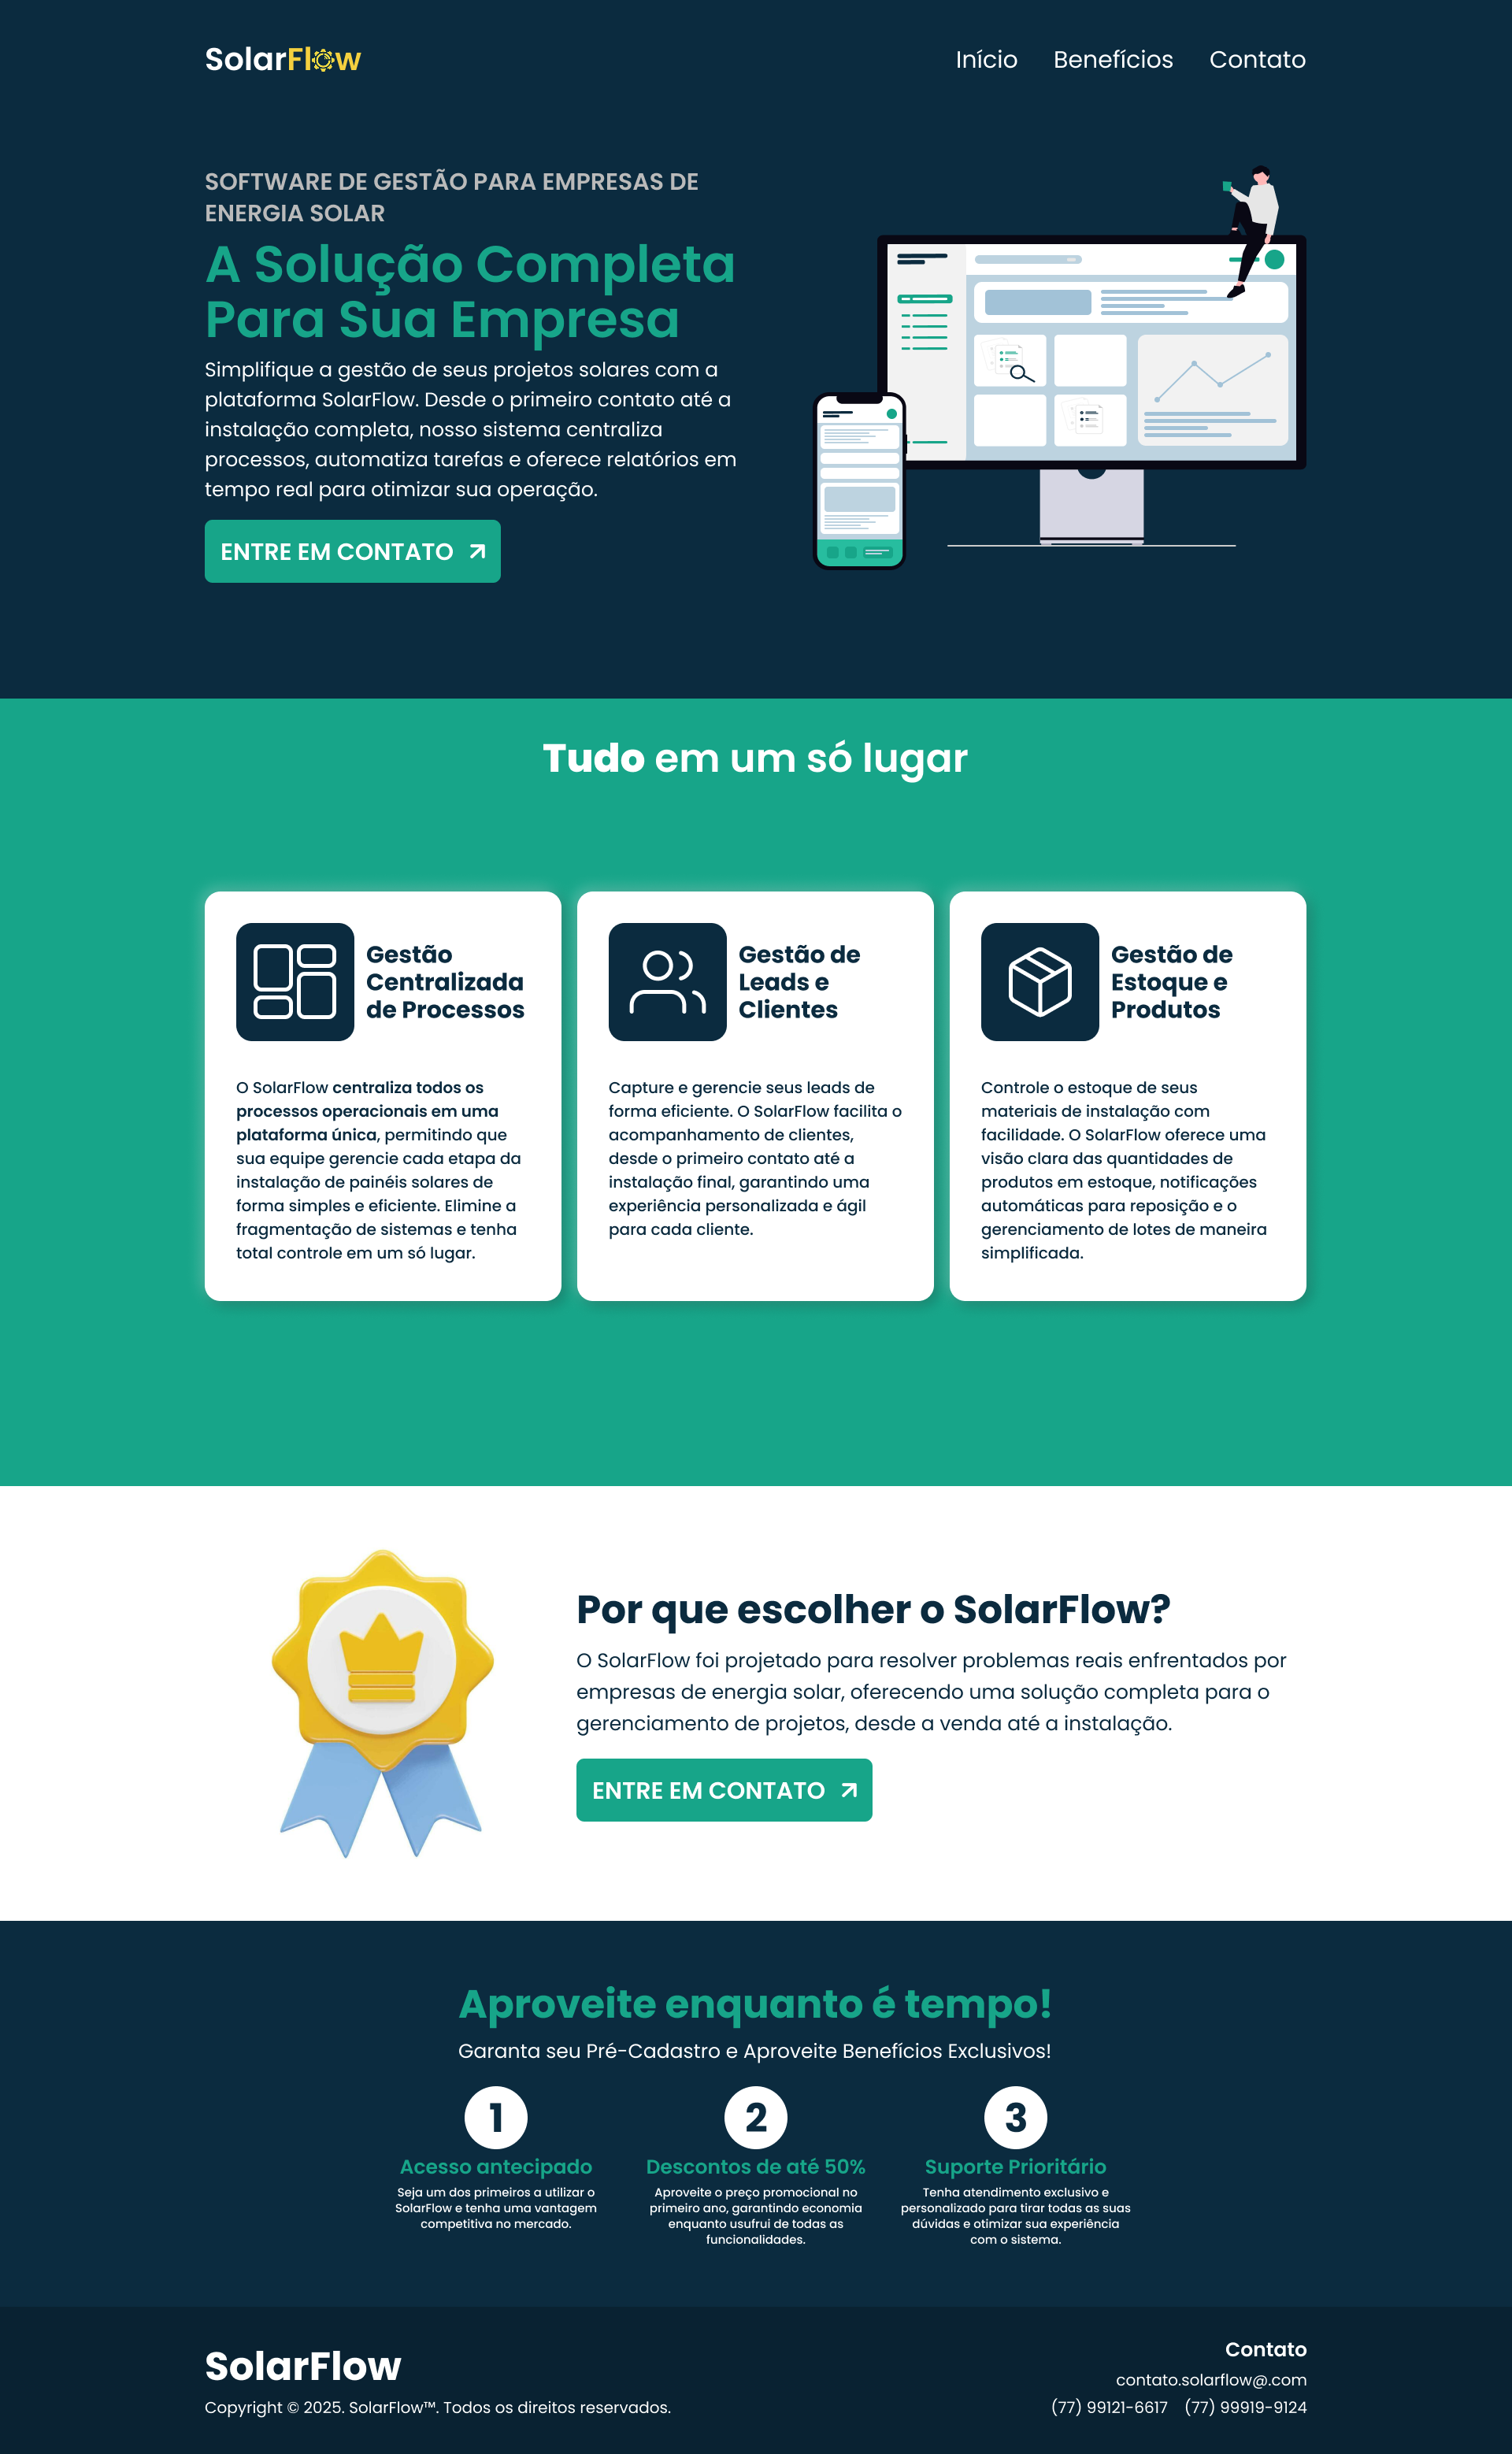 SolarFlow
Início Benefícios Contato
SOFTWARE DE GESTÃO PARA EMPRESAS DE
ENERGIA SOLAR
A Solução Completa
Para Sua Empresa
Simplifique a gestão de seus projetos solares com a
plataforma SolarFlow. Desde o primeiro contato até a
instalação completa, nosso sistema centraliza
processos, automatiza tarefas e oferece relatórios em
tempo real para otimizar sua operação.
ENTRE EM CONTATO
Tudo em um só lugar
Gestão
Centralizada
de Processos
O SolarFlow centraliza todos os
processos operacionais em uma
plataforma única, permitindo que
sua equipe gerencie cada etapa da
instalação de painéis solares de
forma simples e eficiente. Elimine a
fragmentação de sistemas e tenha
total controle em um só lugar.
Gestão de
Leads e
Clientes
Capture e gerencie seus leads de
forma eficiente. O SolarFlow facilita o
acompanhamento de clientes,
desde o primeiro contato até a
instalação final, garantindo uma
experiência personalizada e ágil
para cada cliente.
Gestão de
Estoque e
Produtos
Controle o estoque de seus
materiais de instalação com
facilidade. O SolarFlow oferece uma
visão clara das quantidades de
produtos em estoque, notificações
automáticas para reposição e o
gerenciamento de lotes de maneira
simplificada.
Por que escolher o SolarFlow?
O SolarFlow foi projetado para resolver problemas reais enfrentados por
empresas de energia solar, oferecendo uma solução completa para o
gerenciamento de projetos, desde a venda até a instalação.
ENTRE EM CONTATO
Aproveite enquanto é tempo!
Garanta seu Pré-Cadastro e Aproveite Benefícios Exclusivos!
1
Acesso antecipado
Seja um dos primeiros a utilizar o
SolarFlow e tenha uma vantagem
competitiva no mercado.
2
Descontos de até 50%
Aproveite o preço promocional no
primeiro ano, garantindo economia
enquanto usufrui de todas as
funcionalidades.
3
Suporte Prioritário
Tenha atendimento exclusivo e
personalizado para tirar todas as suas
dúvidas e otimizar sua experiência
com o sistema.
SolarFlow
Copyright © 2025. SolarFlow™. Todos os direitos reservados.
Contato
contato.solarflow@.com
(77) 99121-6617 (77) 99919-9124